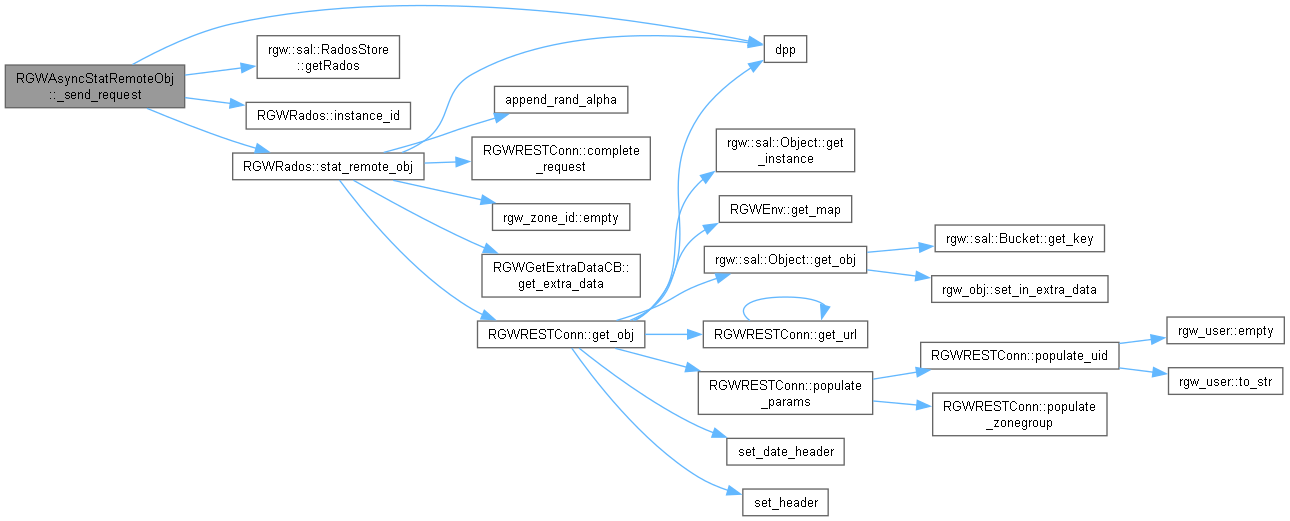 RGWAsyncStatRemoteObj
::_send_request
rgw::sal::RadosStore
::getRados
RGWRados::instance_id
RGWRados::stat_remote_obj
dpp
append_rand_alpha
RGWRESTConn::complete
_request
rgw_zone_id::empty
RGWGetExtraDataCB::
get_extra_data
RGWRESTConn::get_obj
rgw::sal::Object::get
_instance
RGWEnv::get_map
rgw::sal::Object::get_obj
rgw::sal::Bucket::get_key
rgw_obj::set_in_extra_data
RGWRESTConn::get_url
RGWRESTConn::populate
_params
RGWRESTConn::populate_uid
rgw_user::empty
rgw_user::to_str
RGWRESTConn::populate
_zonegroup
set_date_header
set_header